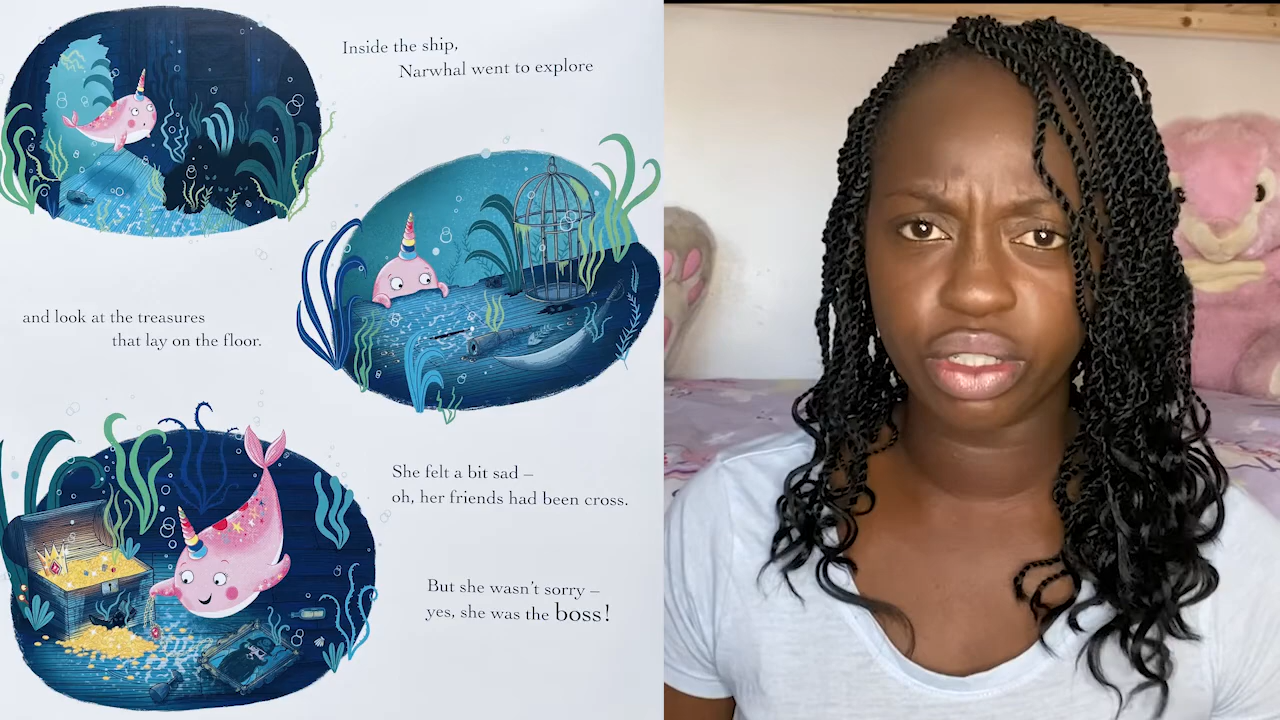 Inside the ship,
Narwhal went to explore
and look at the treasures
that lay on the floor.
She felt a bit sad –
oh, her friends had been cross.
But she wasn't sorry –
yes, she was the boss!